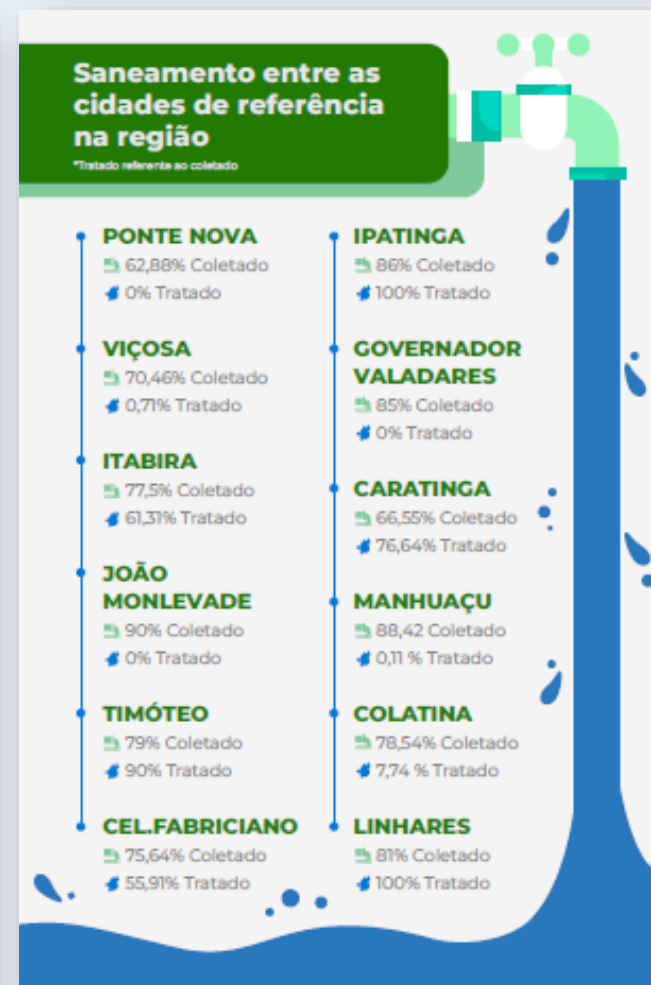 Saneamento entre as
cidades de referência
na região
*Tratado referente ao coletado
PONTE NOVA
62,88% Coletado
0% Tratado
VIÇOSA
70,46% Coletado
0,71% Tratado
ITABIRA
77,5% Coletado
61,31% Tratado
JOÃO
MONLEVADE
90% Coletado
0% Tratado
TIMÓTEO
79% Coletado
90% Tratado
CEL.FABRICIANO
75,64% Coletado
55,91% Tratado
IPATINGA
86% Coletado
100% Tratado
GOVERNADOR
VALADARES
85% Coletado
0% Tratado
CARATINGA
66,55% Coletado
76,64% Tratado
MANHUAÇU
88,42 Coletado
0,11 % Tratado
COLATINA
78,54% Coletado
7,74 % Tratado
LINHARES
81% Coletado
100% Tratado